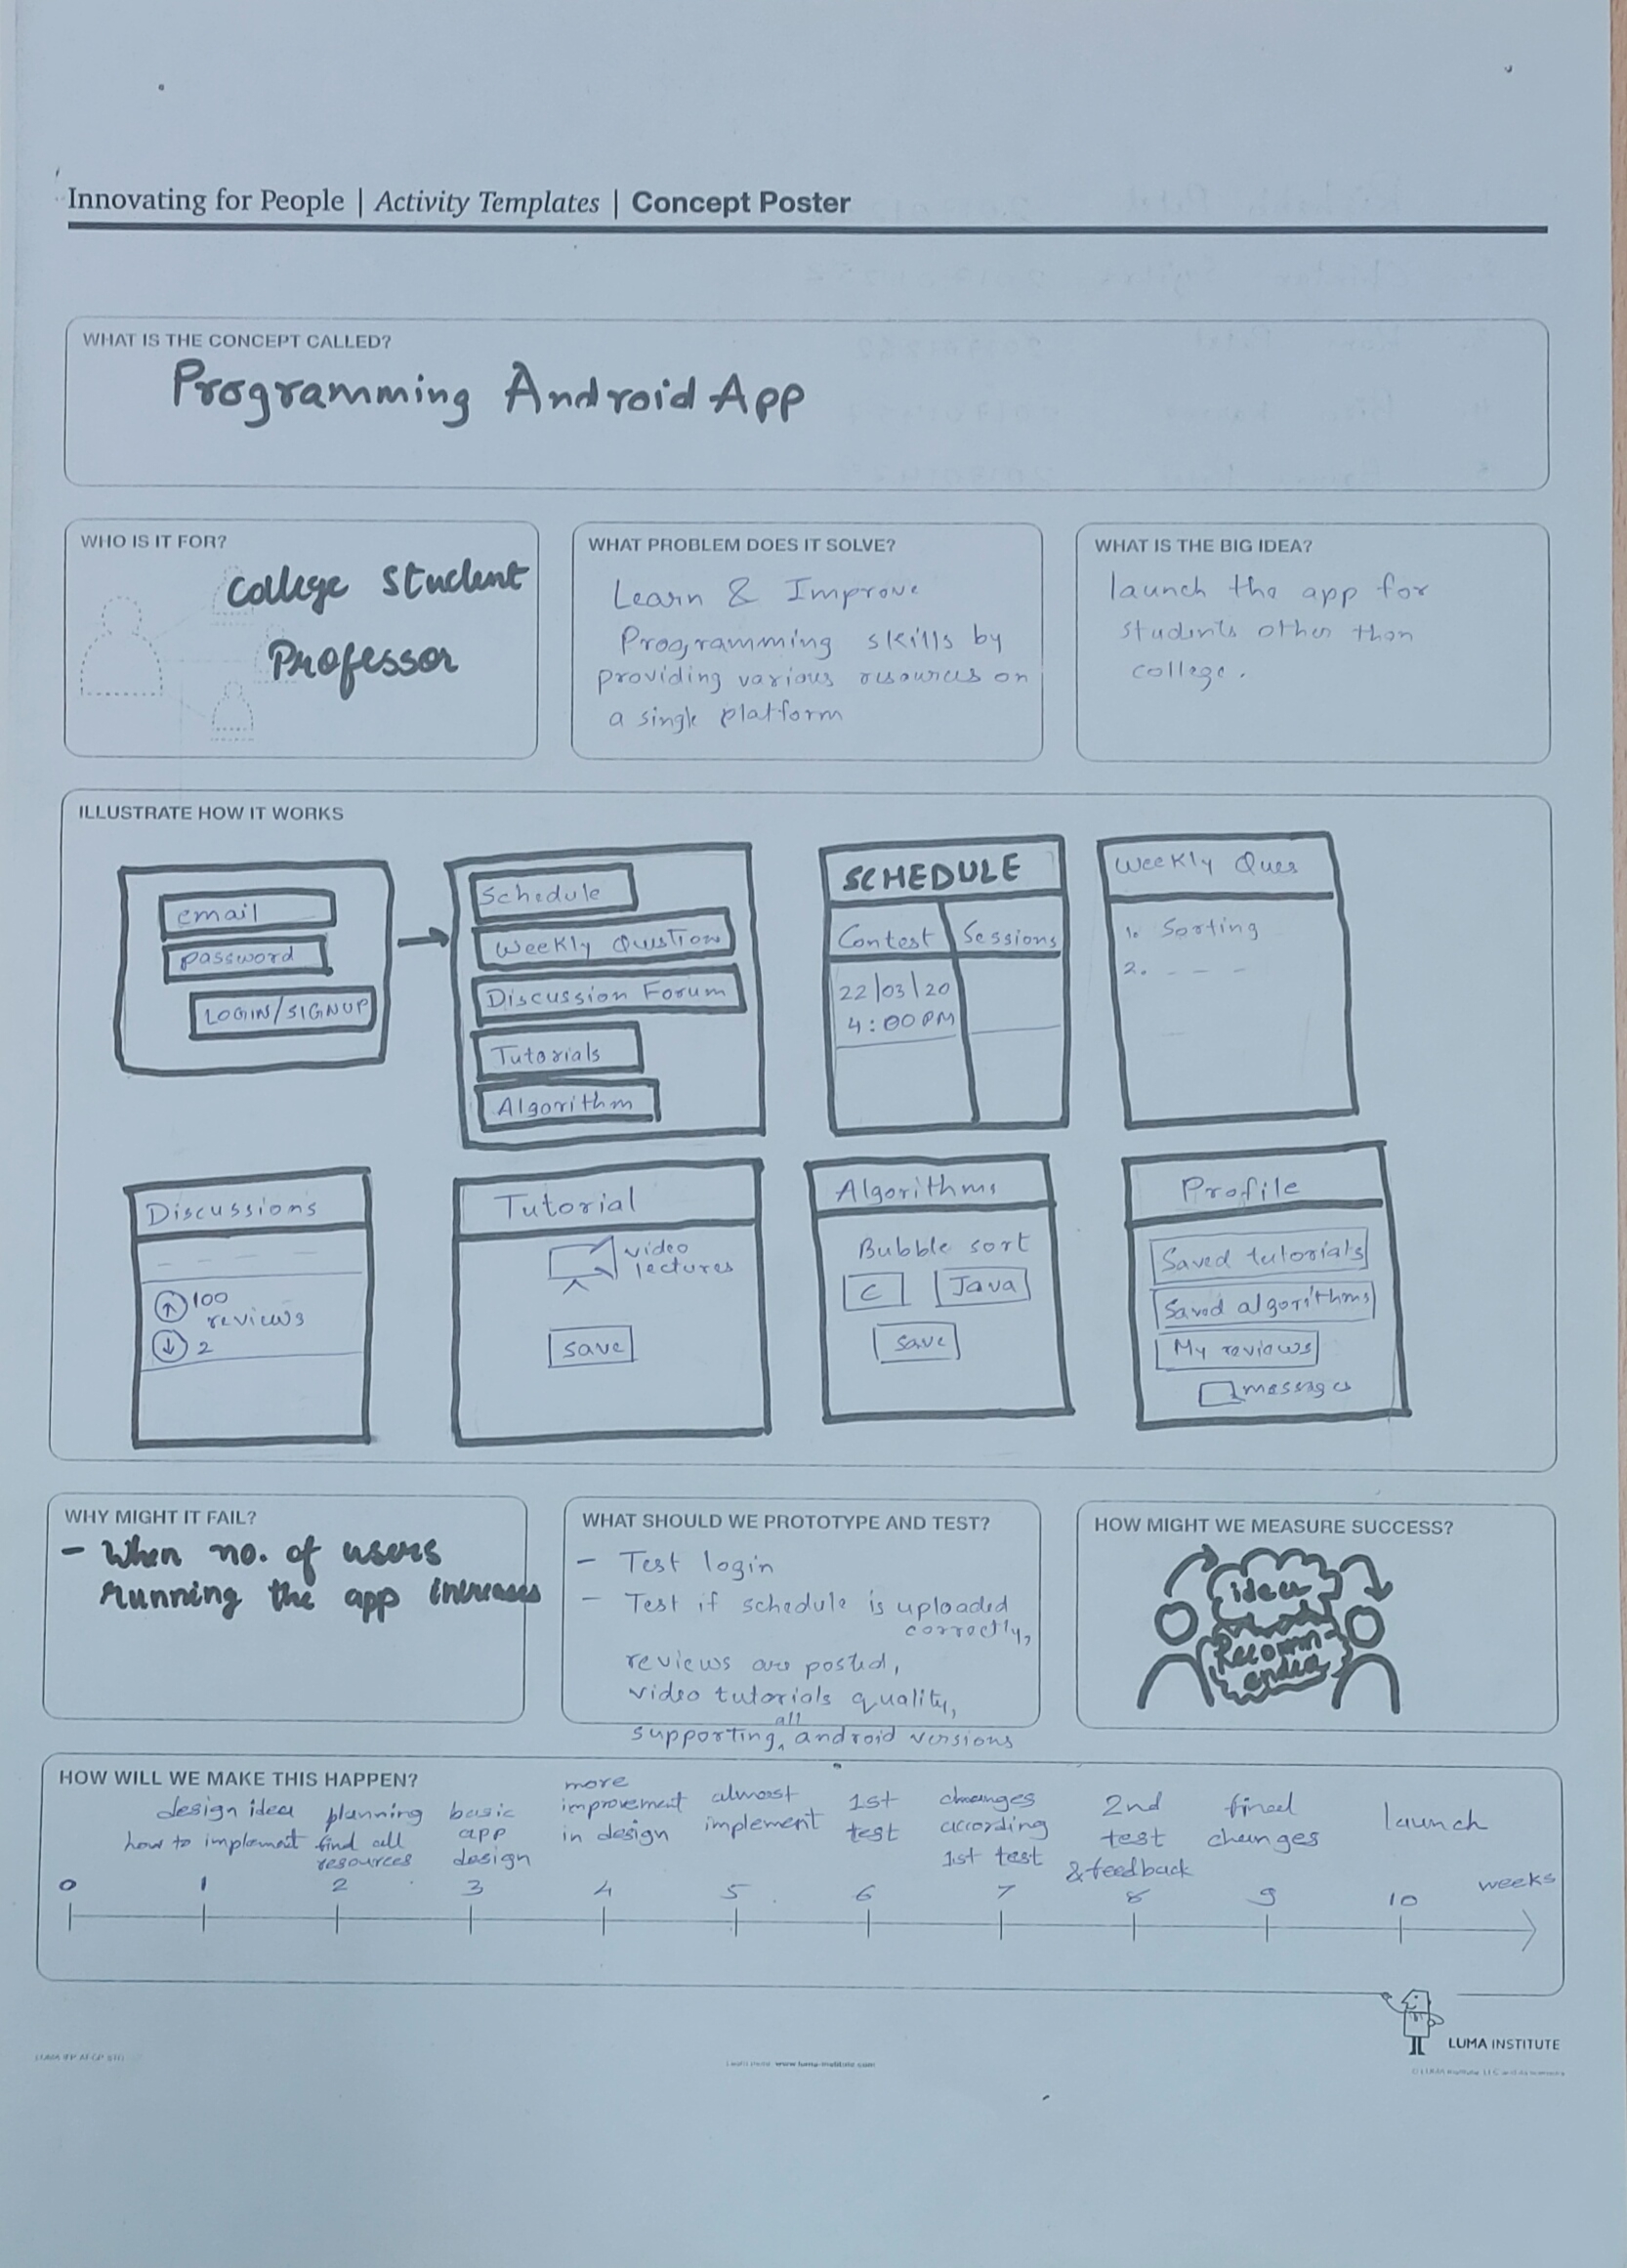 Innovating for People | Activity Templates | Concept Poster
WHAT IS THE CONCEPT CALLED?
Programming Android App
WHO IS IT FOR?
College Student
Professor
WHAT PROBLEM DOES IT SOLVE?
Learn & Improve
Programming skills by
providing various resources on
a single platform
WHAT IS THE BIG IDEA?
launch the app for
students other than
college.
ILLUSTRATE HOW IT WORKS
email
password
LOGIN/SIGNUP
Schedule
Weekly Question
Discussion Forum
Tutorials
Algorithm
SCHEDULE
Contest Sessions
22/03/20
4:00PM
Weekly Ques
1. Sorting
2. - - -
Discussions
100
reviews
2
Tutorial
video
lectures
save
Algorithms
Bubble sort
C Java
save
Profile
Saved tutorials
Saved algorithms
My reviews
messages
WHY MIGHT IT FAIL?
- When no. of users
running the app increases
WHAT SHOULD WE PROTOTYPE AND TEST?
- Test login
- Test if schedule is uploaded
correctly,
reviews are posted,
video tutorials quality,
all
supporting, android versions
HOW MIGHT WE MEASURE SUCCESS?
idea
Recomm-
ended
HOW WILL WE MAKE THIS HAPPEN?
design idea
how to implement
planning
find all
resources
basic
app
design
more
improvement
in design
almost
implement
1st
test
changes
according
1st test
2nd
test
& feedback
final
changes
launch
0 1 2 3 4 5 6 7 8 9 10 weeks
LUMA INSTITUTE
www.luma-institute.com